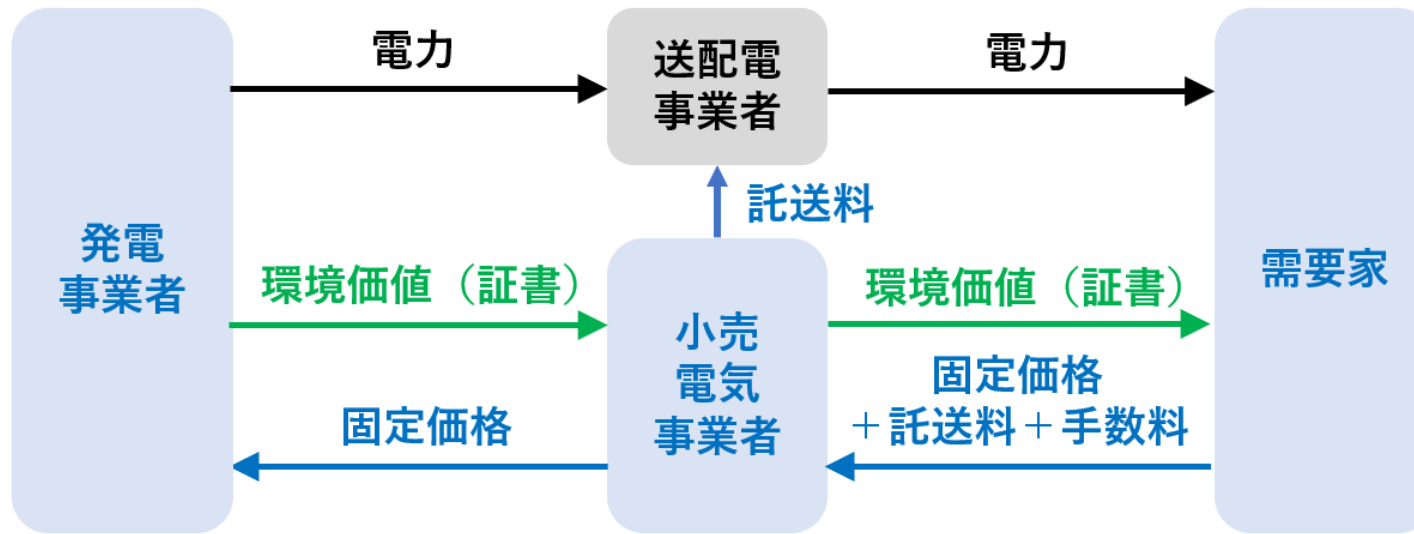 電力
送配電
事業者
電力
託送料
発電
事業者
環境価値（証書）
小売
電気
事業者
環境価値（証書）
需要家
固定価格
固定価格
＋託送料＋手数料